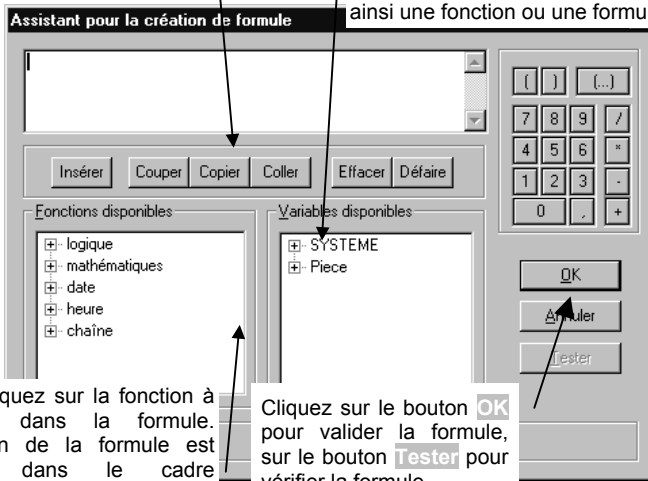 ainsi une fonction ou une formu
Assistant pour la création de formule
( ) (...)
7 8 9 /
4 5 6 *
1 2 3 -
0 , +
Insérer Couper Copier Coller Effacer Défaire
Fonctions disponibles
logique
mathématiques
date
heure
chaîne
Variables disponibles
SYSTEME
Piece
OK
Annuler
Tester
quez sur la fonction à
dans la formule.
n de la formule est
dans le cadre
Cliquez sur le bouton OK
pour valider la formule,
sur le bouton Tester pour
vérifier la formule